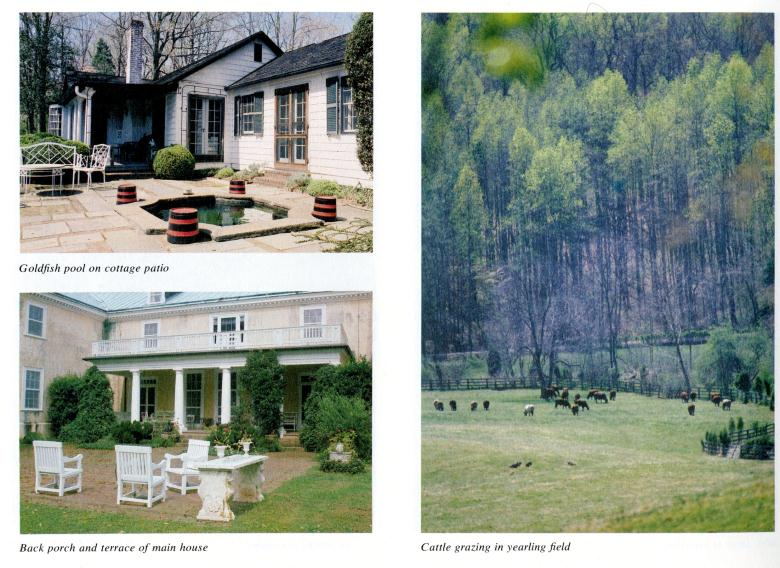 Goldfish pool on cottage patio
Back porch and terrace of main house
Cattle grazing in yearling field